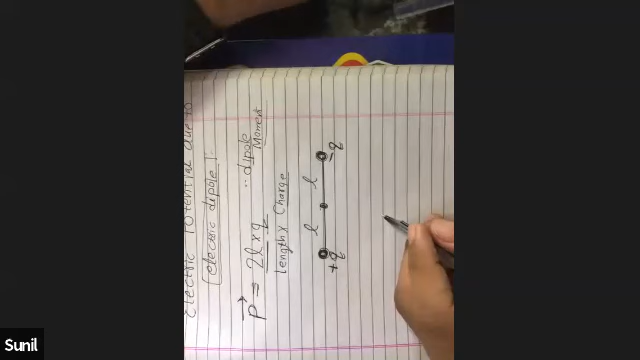 Electric Potential due to
electric dipole :-
P = 2l x q ∵ dipole Moment
length x Charge
+q l l -q
Sunil